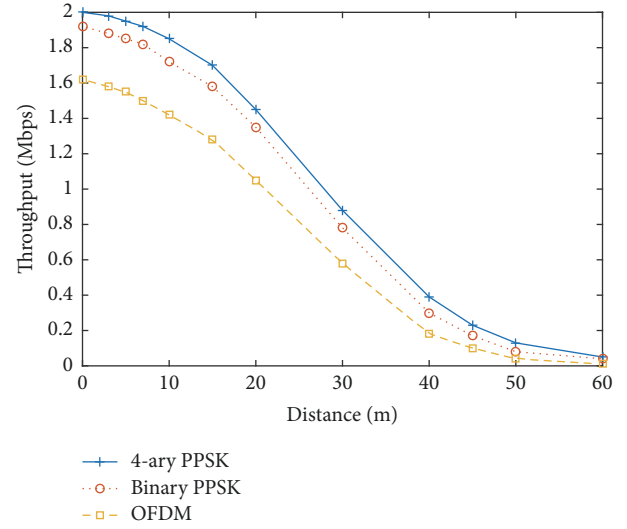 2
1.8
1.6
1.4
1.2
1
0.8
0.6
0.4
0.2
0
Throughput (Mbps)
0 10 20 30 40 50 60
Distance (m)
4-ary PPSK
Binary PPSK
OFDM